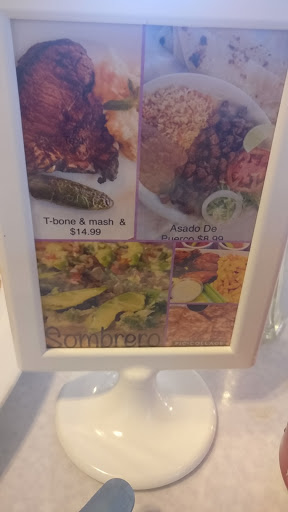 T-bone & mash &
$14.99
Asado De
Puerco $8.99
Sombrero